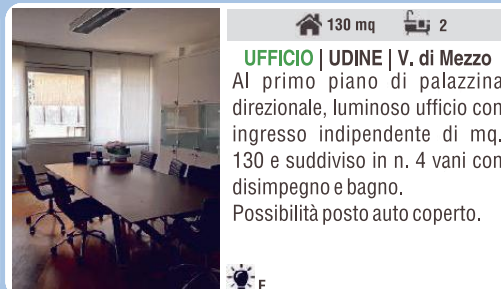 130 mq 2
UFFICIO | UDINE | V. di Mezzo
Al primo piano di palazzina
direzionale, luminoso ufficio con
ingresso indipendente di mq.
130 e suddiviso in n. 4 vani con
disimpegno e bagno.
Possibilità posto auto coperto.
F